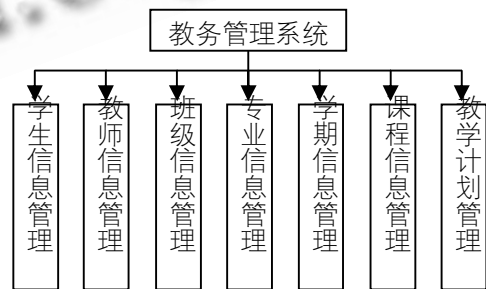 教务管理系统
学生信息管理
教师信息管理
班级信息管理
专业信息管理
学期信息管理
课程信息管理
教学计划管理